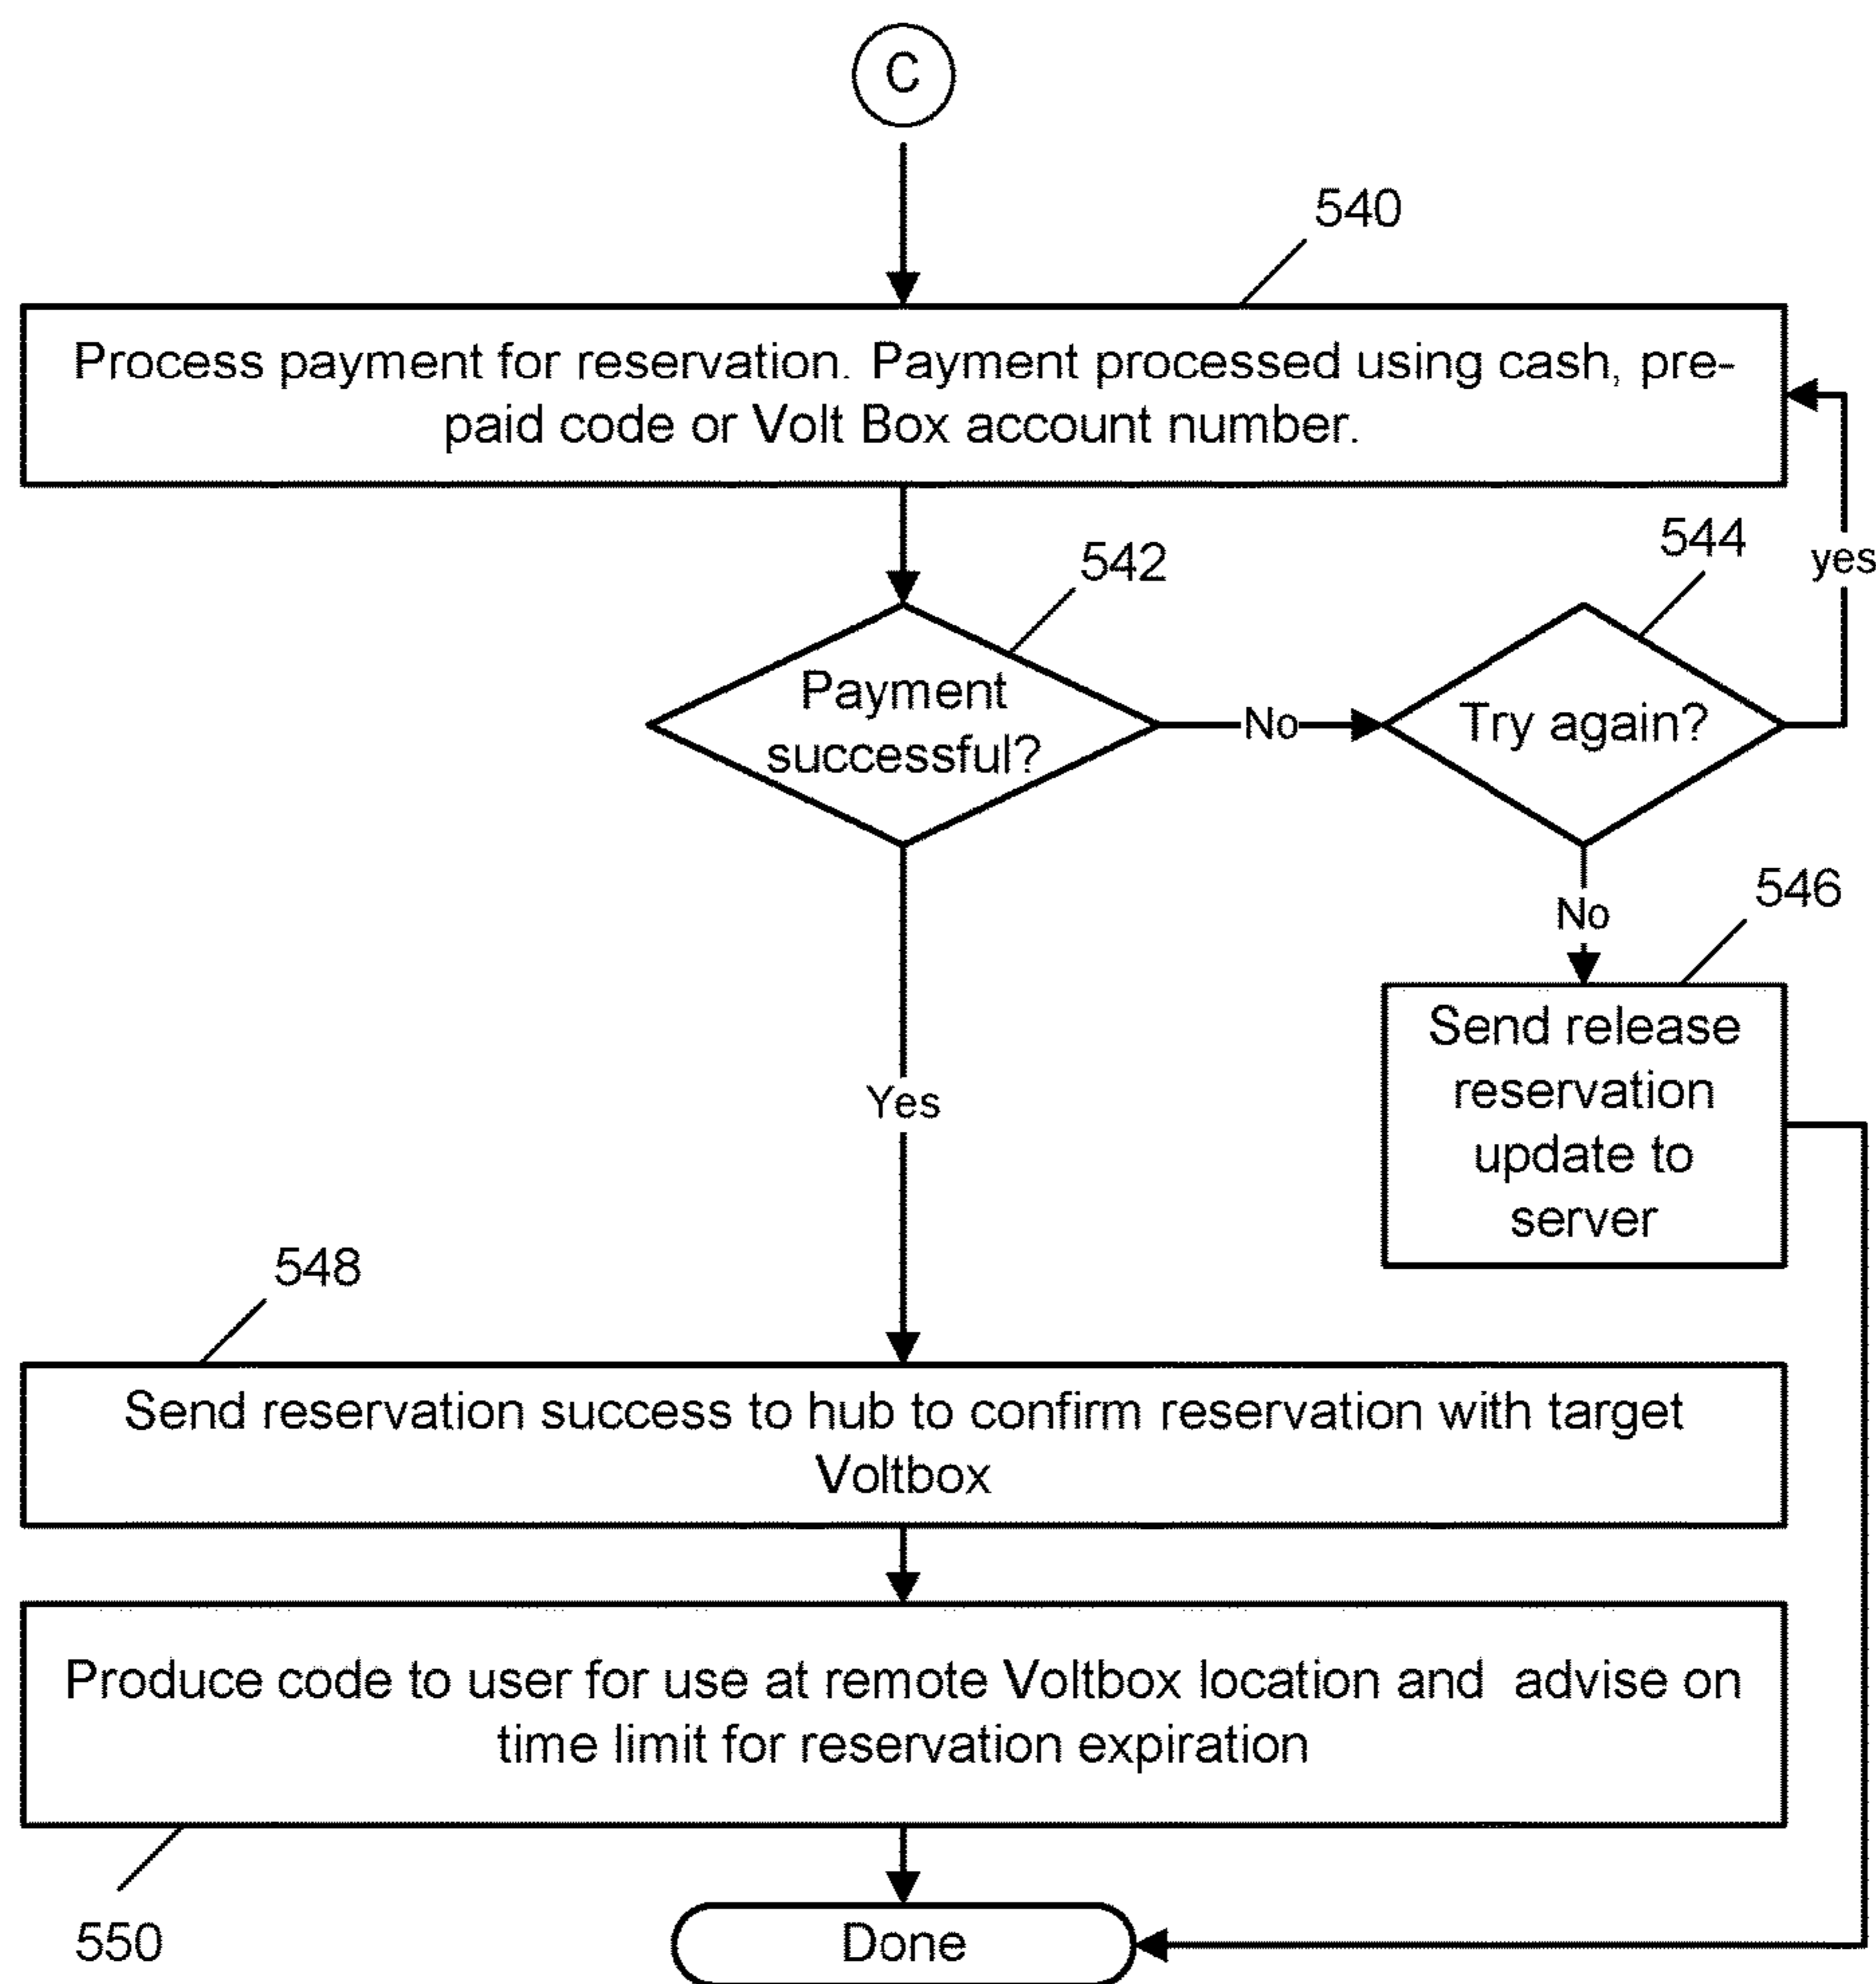 C
540
Process payment for reservation. Payment processed using cash, pre-
paid code or Volt Box account number.
542
544
yes
Payment
successful?
No
Try again?
No
546
Send release
reservation
update to
server
Yes
548
Send reservation success to hub to confirm reservation with target
Voltbox
Produce code to user for use at remote Voltbox location and advise on
time limit for reservation expiration
550
Done